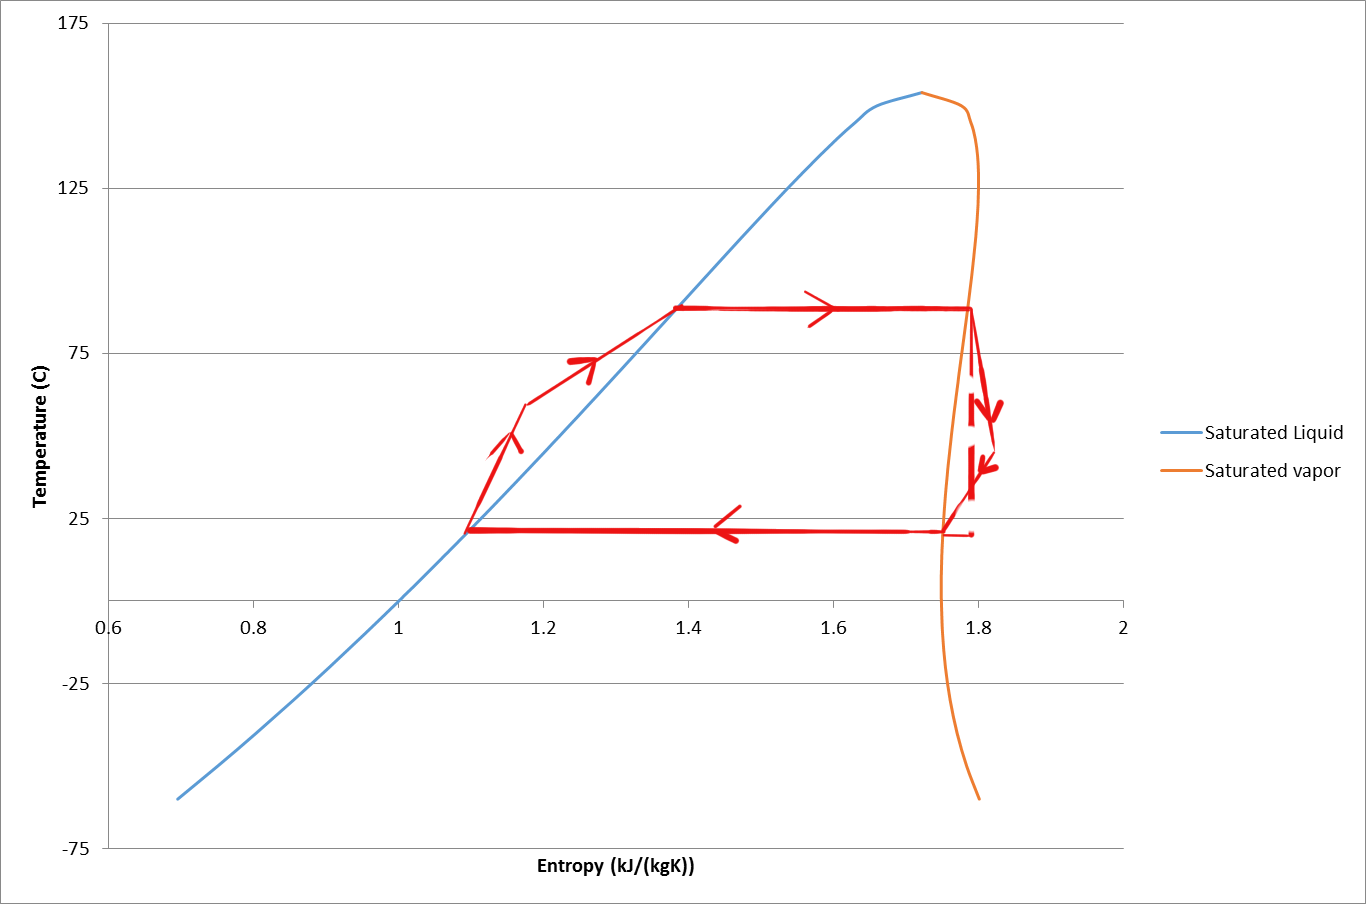 175
125
75
25
-25
-75
0.6 0.8 1 1.2 1.4 1.6 1.8 2
Temperature (C)
Entropy (kJ/(kgK))
Saturated Liquid
Saturated vapor